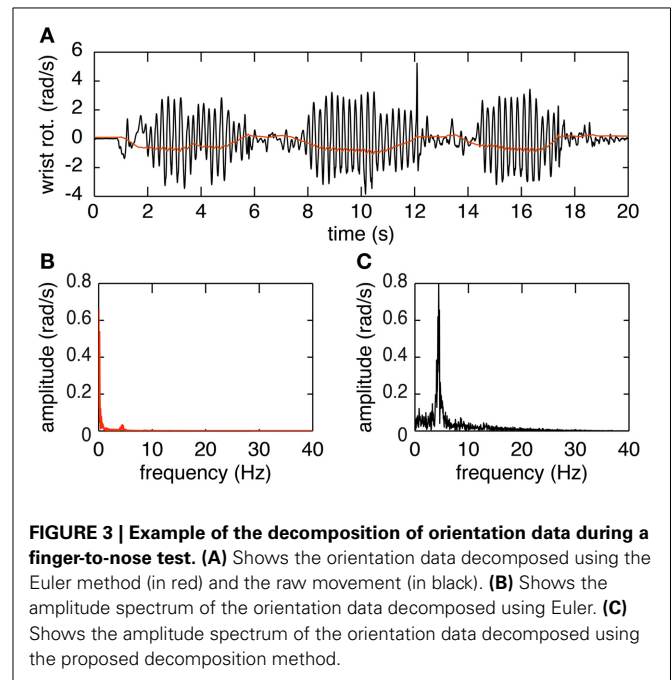 A
6
4
2
0
-2
-4
wrist rot. (rad/s)
0 2 4 6 8 10 12 14 16 18 20
time (s)
B
0.8
0.6
0.4
0.2
0
amplitude (rad/s)
0 10 20 30 40
frequency (Hz)
C
0.8
0.6
0.4
0.2
0
amplitude (rad/s)
0 10 20 30 40
frequency (Hz)
FIGURE 3 | Example of the decomposition of orientation data during a
finger-to-nose test. (A) Shows the orientation data decomposed using the
Euler method (in red) and the raw movement (in black). (B) Shows the
amplitude spectrum of the orientation data decomposed using Euler. (C)
Shows the amplitude spectrum of the orientation data decomposed using
the proposed decomposition method.